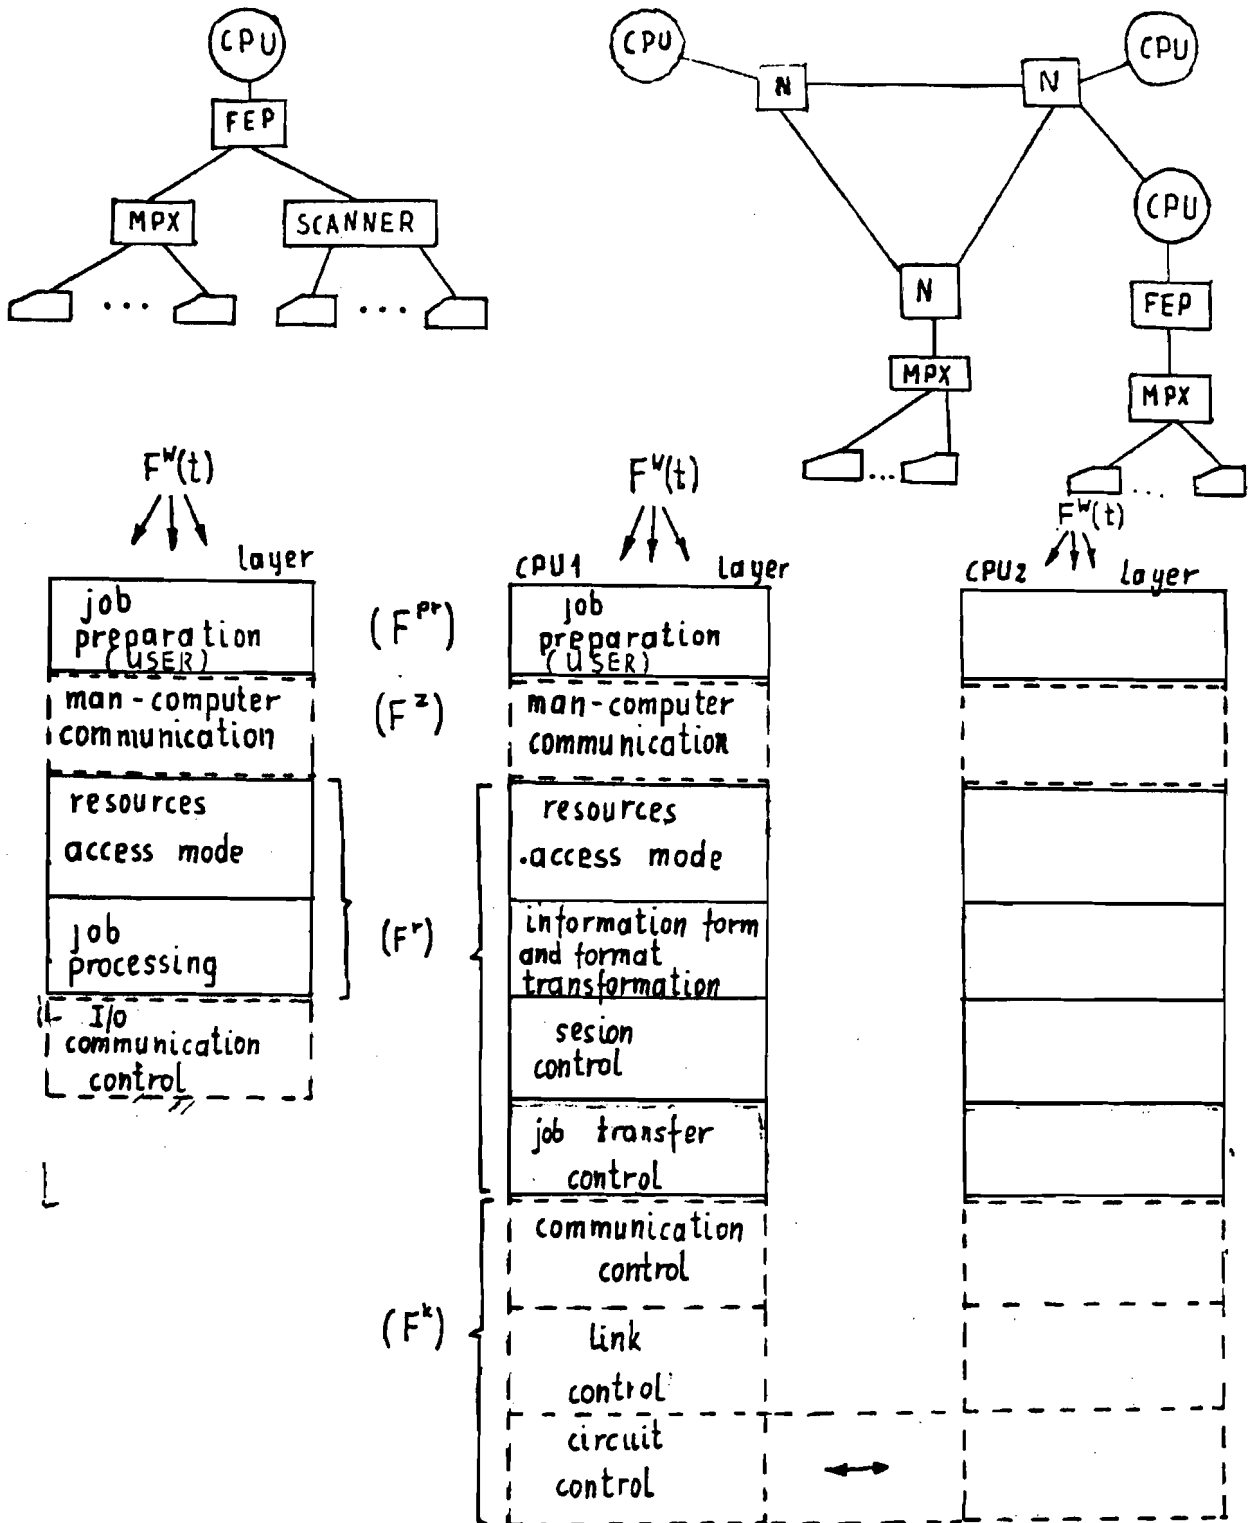 CPU
FEP
MPX
SCANNER
... ...
CPU
N
N
CPU
CPU
N
FEP
MPX
MPX
...
...
F^W(t)
layer
job
preparation
(USER)
man-computer
communication
resources
access mode
job
processing
I/o
communication
control
(F^pr)
(F^z)
(F^r)
(F^k)
F^W(t)
CPU1 layer
job
preparation
(USER)
man-computer
communication
resources
access mode
information form
and format
transformation
sesion
control
job transfer
control
communication
control
link
control
circuit
control
F^W(t)
CPU2 layer